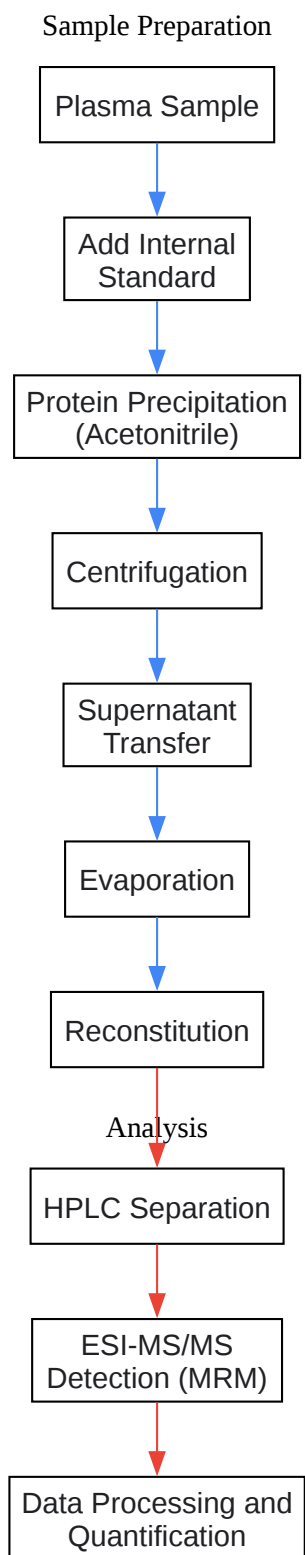 Sample Preparation
Plasma Sample
Add Internal
Standard
Protein Precipitation
(Acetonitrile)
Centrifugation
Supernatant
Transfer
Evaporation
Reconstitution
Analysis
HPLC Separation
ESI-MS/MS
Detection (MRM)
Data Processing and
Quantification